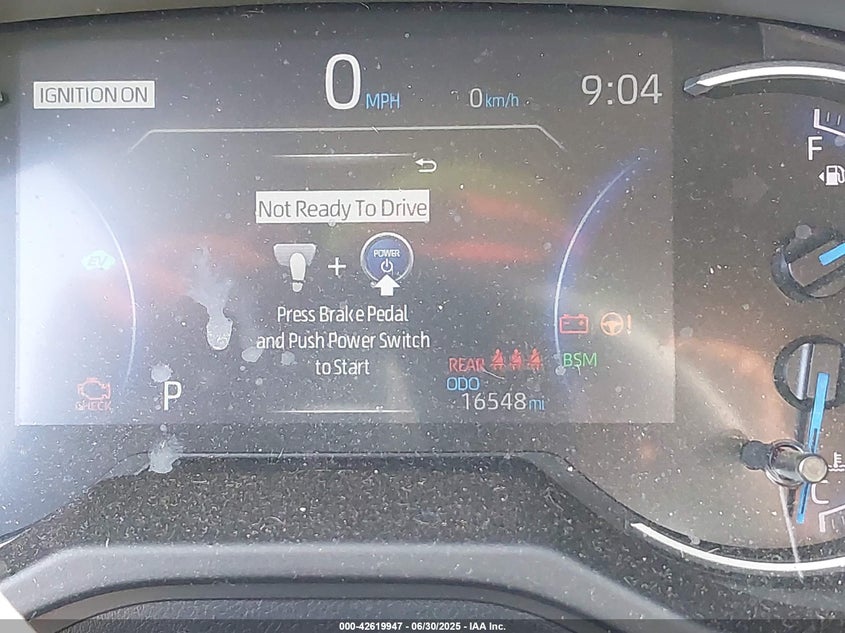 IGNITION ON
0 MPH
0 km/h
9:04
F
Not Ready To Drive
POWER
EV
+
Press Brake Pedal
and Push Power Switch
to Start
!
BSM
REAR
ODO
16548 mi
CHECK
P
C
000-42619947 - 06/30/2025 - IAA Inc.